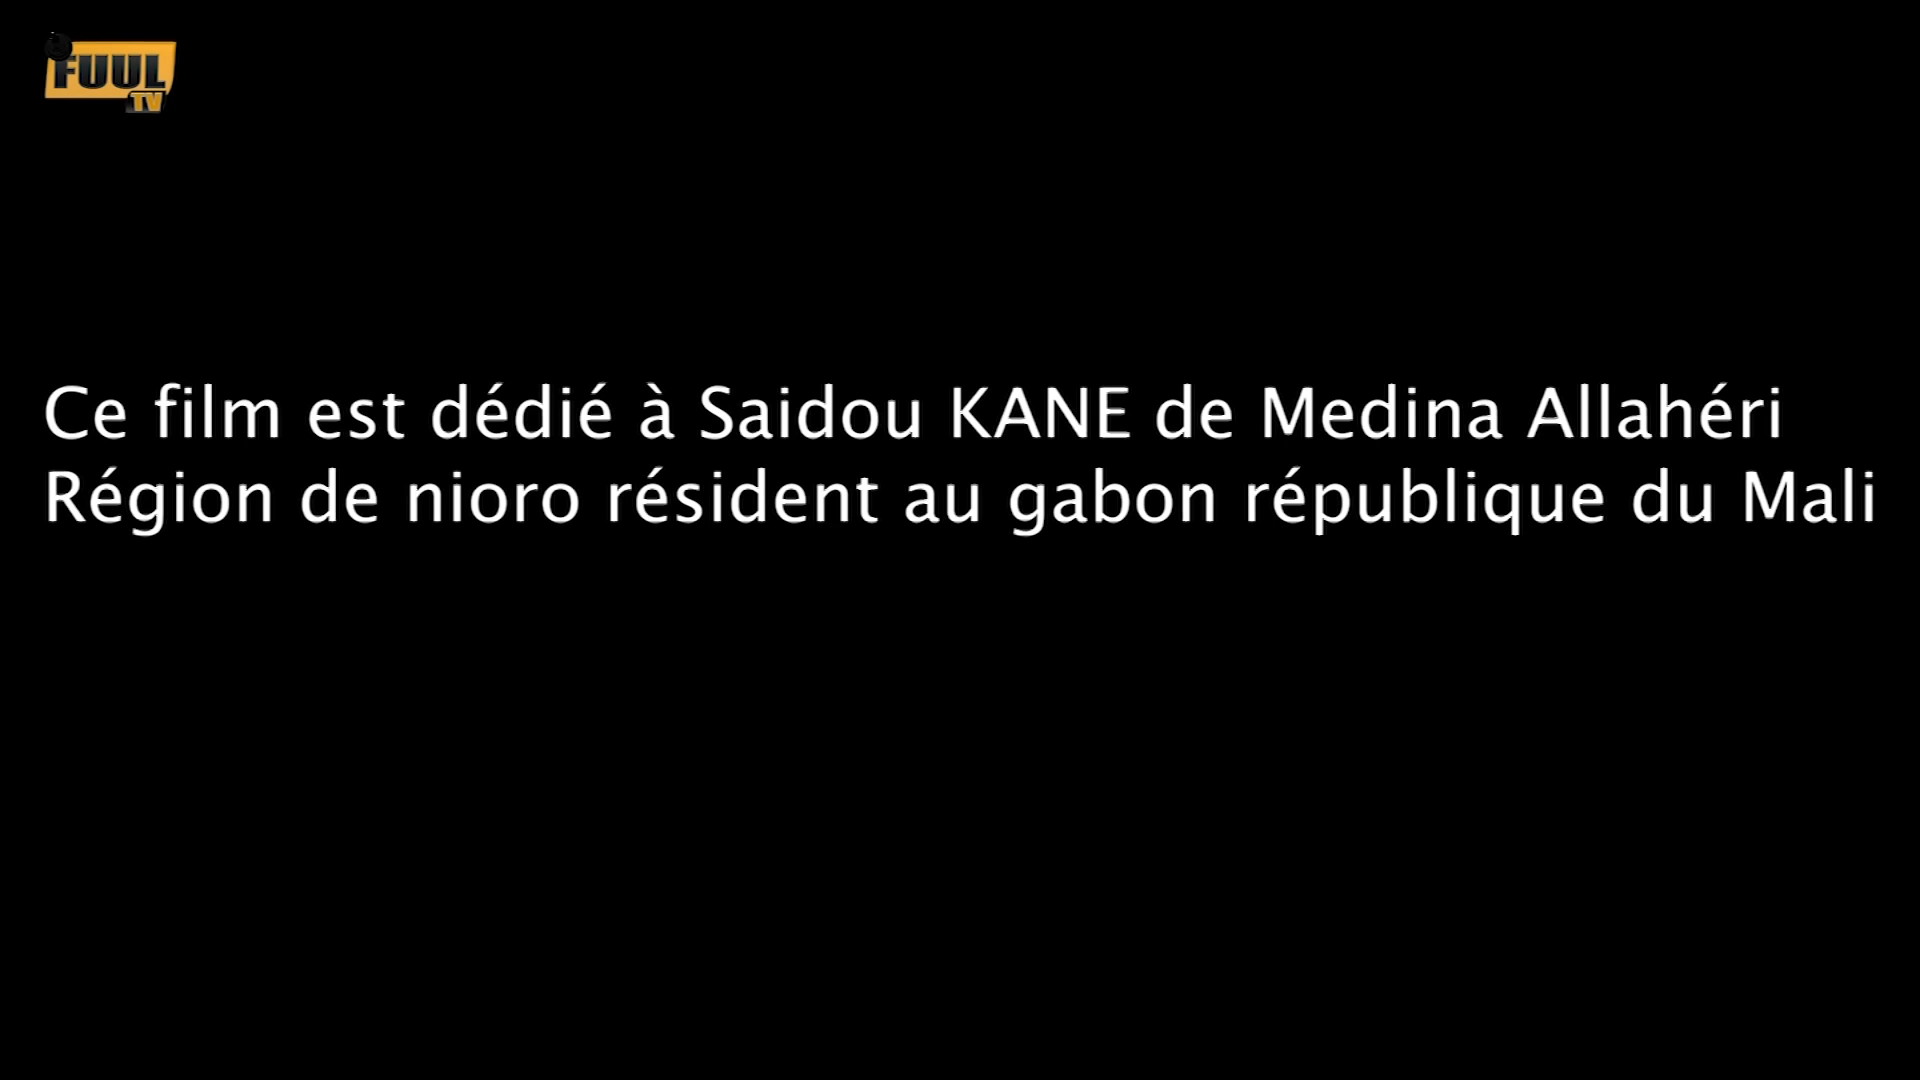 FUUL
TV
Ce film est dédié à Saidou KANE de Medina Allahéri
Région de nioro résident au gabon république du Mali